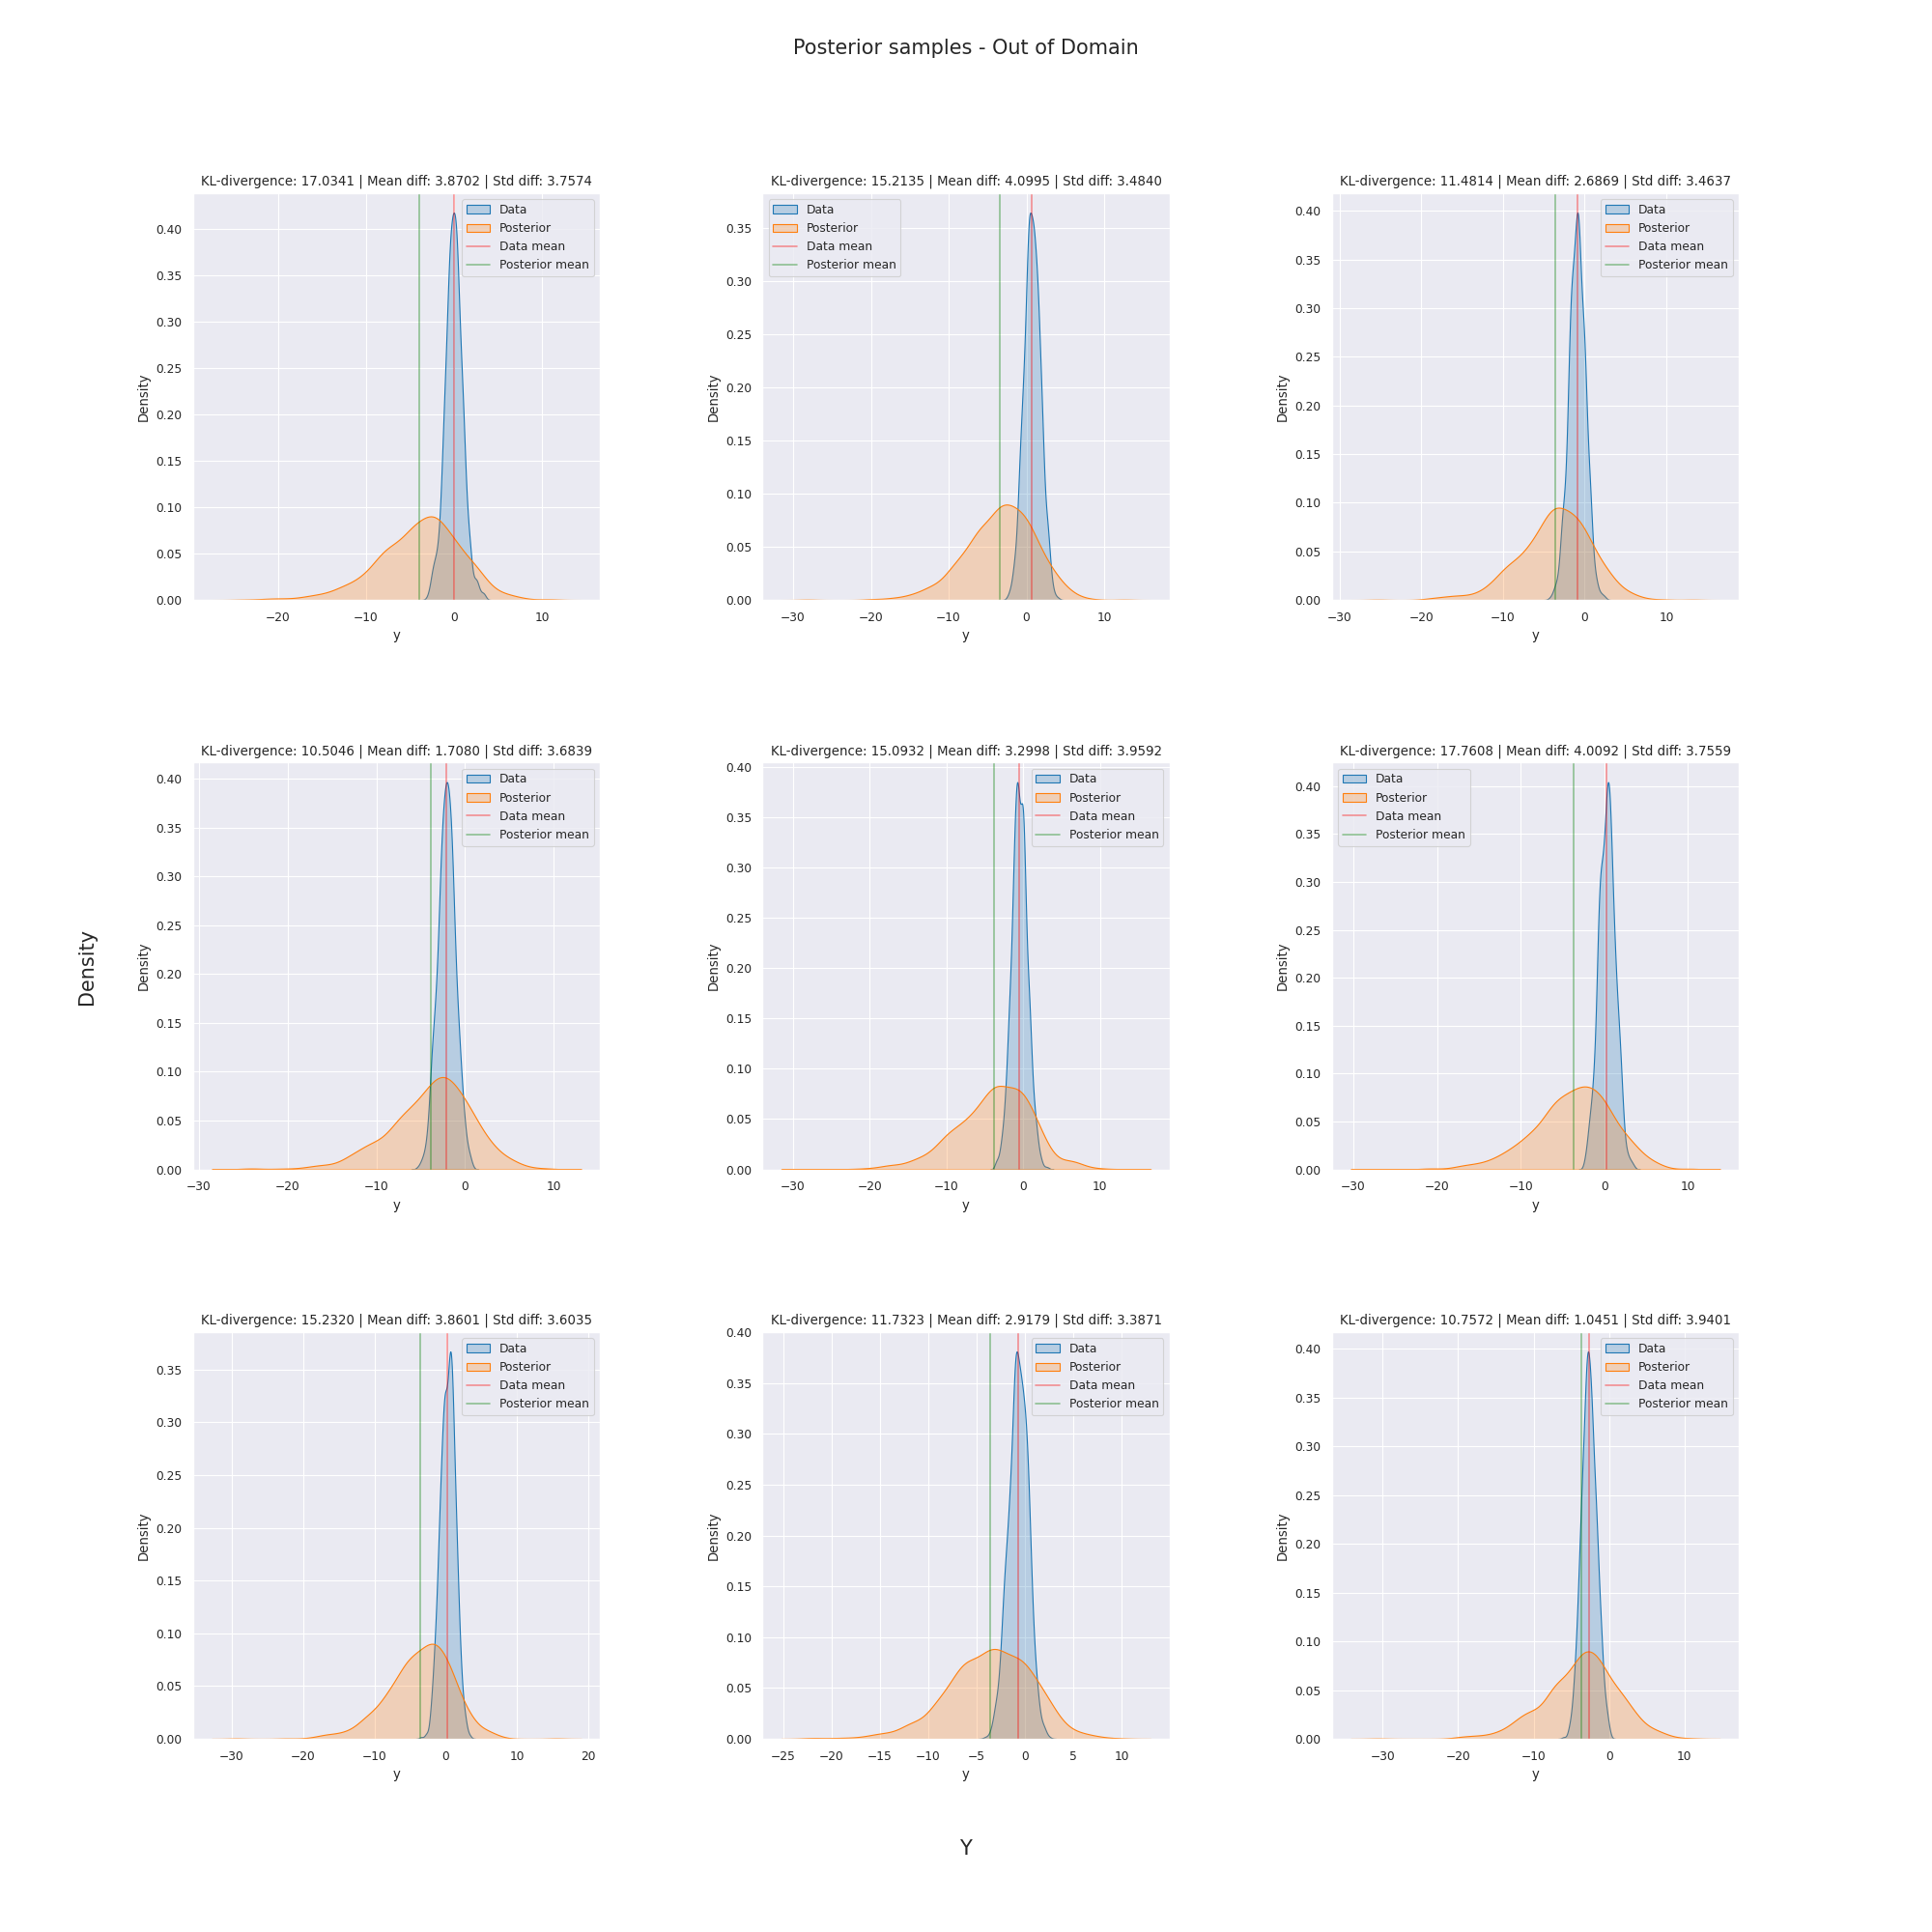 Posterior samples - Out of Domain
KL-divergence: 17.0341 | Mean diff: 3.8702 | Std diff: 3.7574
Data
Posterior
Data mean
Posterior mean
0.40
0.35
0.30
0.25
0.20
0.15
0.10
0.05
0.00
Density
−20
−10
0
10
y
KL-divergence: 15.2135 | Mean diff: 4.0995 | Std diff: 3.4840
Data
Posterior
Data mean
Posterior mean
0.35
0.30
0.25
0.20
0.15
0.10
0.05
0.00
Density
−30
−20
−10
0
10
y
KL-divergence: 11.4814 | Mean diff: 2.6869 | Std diff: 3.4637
Data
Posterior
Data mean
Posterior mean
0.40
0.35
0.30
0.25
0.20
0.15
0.10
0.05
0.00
Density
−30
−20
−10
0
10
y
Density
KL-divergence: 10.5046 | Mean diff: 1.7080 | Std diff: 3.6839
Data
Posterior
Data mean
Posterior mean
0.40
0.35
0.30
0.25
0.20
0.15
0.10
0.05
0.00
Density
−30
−20
−10
0
10
y
KL-divergence: 15.0932 | Mean diff: 3.2998 | Std diff: 3.9592
Data
Posterior
Data mean
Posterior mean
0.40
0.35
0.30
0.25
0.20
0.15
0.10
0.05
0.00
Density
−30
−20
−10
0
10
y
KL-divergence: 17.7608 | Mean diff: 4.0092 | Std diff: 3.7559
Data
Posterior
Data mean
Posterior mean
0.40
0.35
0.30
0.25
0.20
0.15
0.10
0.05
0.00
Density
−30
−20
−10
0
10
y
KL-divergence: 15.2320 | Mean diff: 3.8601 | Std diff: 3.6035
Data
Posterior
Data mean
Posterior mean
0.35
0.30
0.25
0.20
0.15
0.10
0.05
0.00
Density
−30
−20
−10
0
10
20
y
KL-divergence: 11.7323 | Mean diff: 2.9179 | Std diff: 3.3871
Data
Posterior
Data mean
Posterior mean
0.40
0.35
0.30
0.25
0.20
0.15
0.10
0.05
0.00
Density
−25
−20
−15
−10
−5
0
5
10
y
KL-divergence: 10.7572 | Mean diff: 1.0451 | Std diff: 3.9401
Data
Posterior
Data mean
Posterior mean
0.40
0.35
0.30
0.25
0.20
0.15
0.10
0.05
0.00
Density
−30
−20
−10
0
10
y
Y